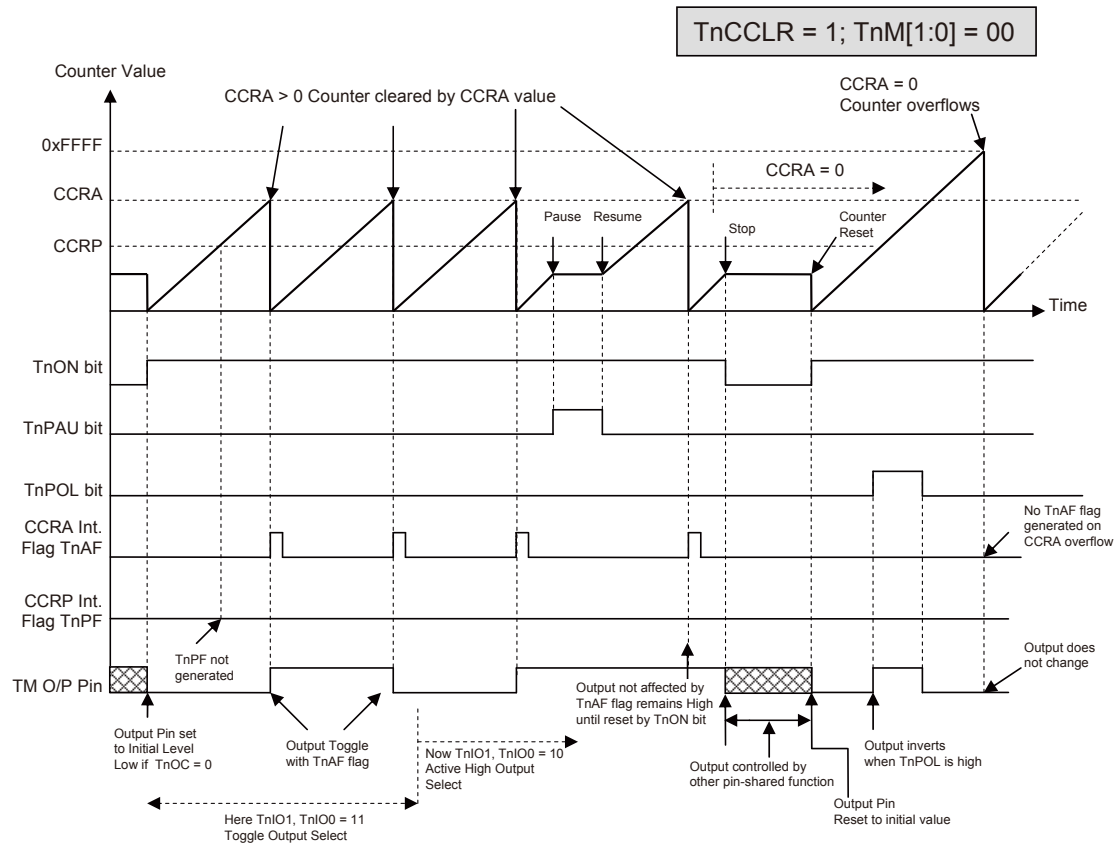 TnCCLR = 1; TnM[1:0] = 00
Counter Value
CCRA > 0 Counter cleared by CCRA value
CCRA = 0
Counter overflows
0xFFFF
CCRA = 0
CCRA
Pause
Resume
Stop
Counter
Reset
CCRP
Time
TnON bit
TnPAU bit
TnPOL bit
No TnAF flag
generated on
CCRA overflow
CCRA Int.
Flag TnAF
CCRP Int.
Flag TnPF
TnPF not
generated
Output does
not change
TM O/P Pin
Output not affected by
TnAF flag remains High
until reset by TnON bit
Output Pin set
to Initial Level
Low if TnOC = 0
Output Toggle
with TnAF flag
Now TnIO1, TnIO0 = 10
Active High Output
Select
Output controlled by
other pin-shared function
Output inverts
when TnPOL is high
Output Pin
Reset to initial value
Here TnIO1, TnIO0 = 11
Toggle Output Select